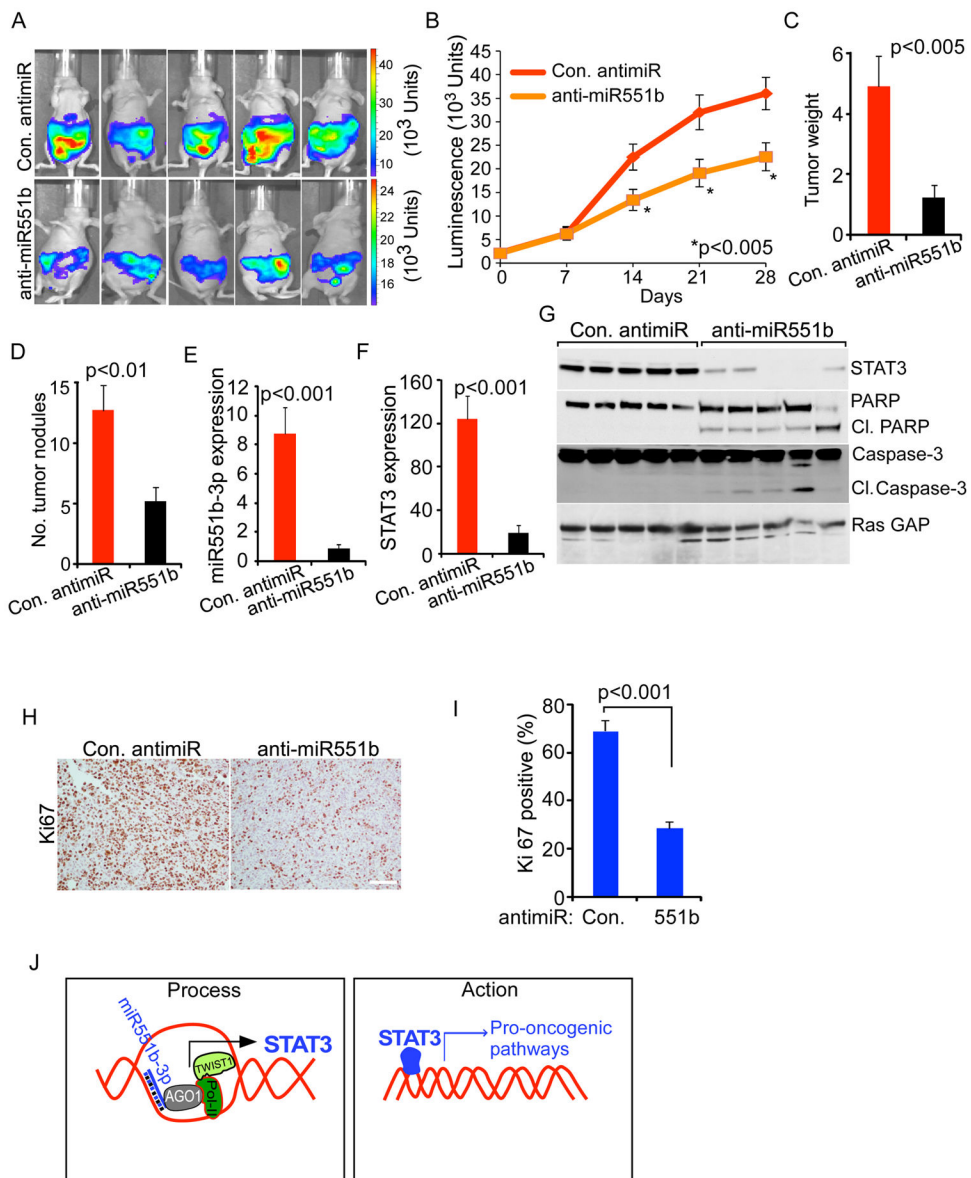 A
Con. antimiR
anti-miR551b
40
30
20
10
(10³ Units)
24
22
20
18
16
(10³ Units)
B
Luminescence (10³ Units)
45
40
35
30
25
20
15
10
5
0
Con. antimiR
anti-miR551b
*
*
*
*p<0.005
0 7 14 21 28
Days
C
p<0.005
Tumor weight
6
4
2
0
Con. antimiR
anti-miR551b
D
p<0.01
No. tumor nodules
15
10
5
0
Con. antimiR
anti-miR551b
E
p<0.001
miR551b-3p expression
12
10
8
6
4
2
0
Con. antimiR
anti-miR551b
F
p<0.001
STAT3 expression
160
120
80
40
0
Con. antimiR
anti-miR551b
G
Con. antimiR anti-miR551b
STAT3
PARP
Cl. PARP
Caspase-3
Cl.Caspase-3
Ras GAP
H
Con. antimiR anti-miR551b
Ki67
I
p<0.001
Ki 67 positive (%)
80
60
40
20
0
antimiR: Con. 551b
J
Process
miR551b-3p
AGO1
TWIST1
Pol-II
STAT3
Action
STAT3
Pro-oncogenic
pathways